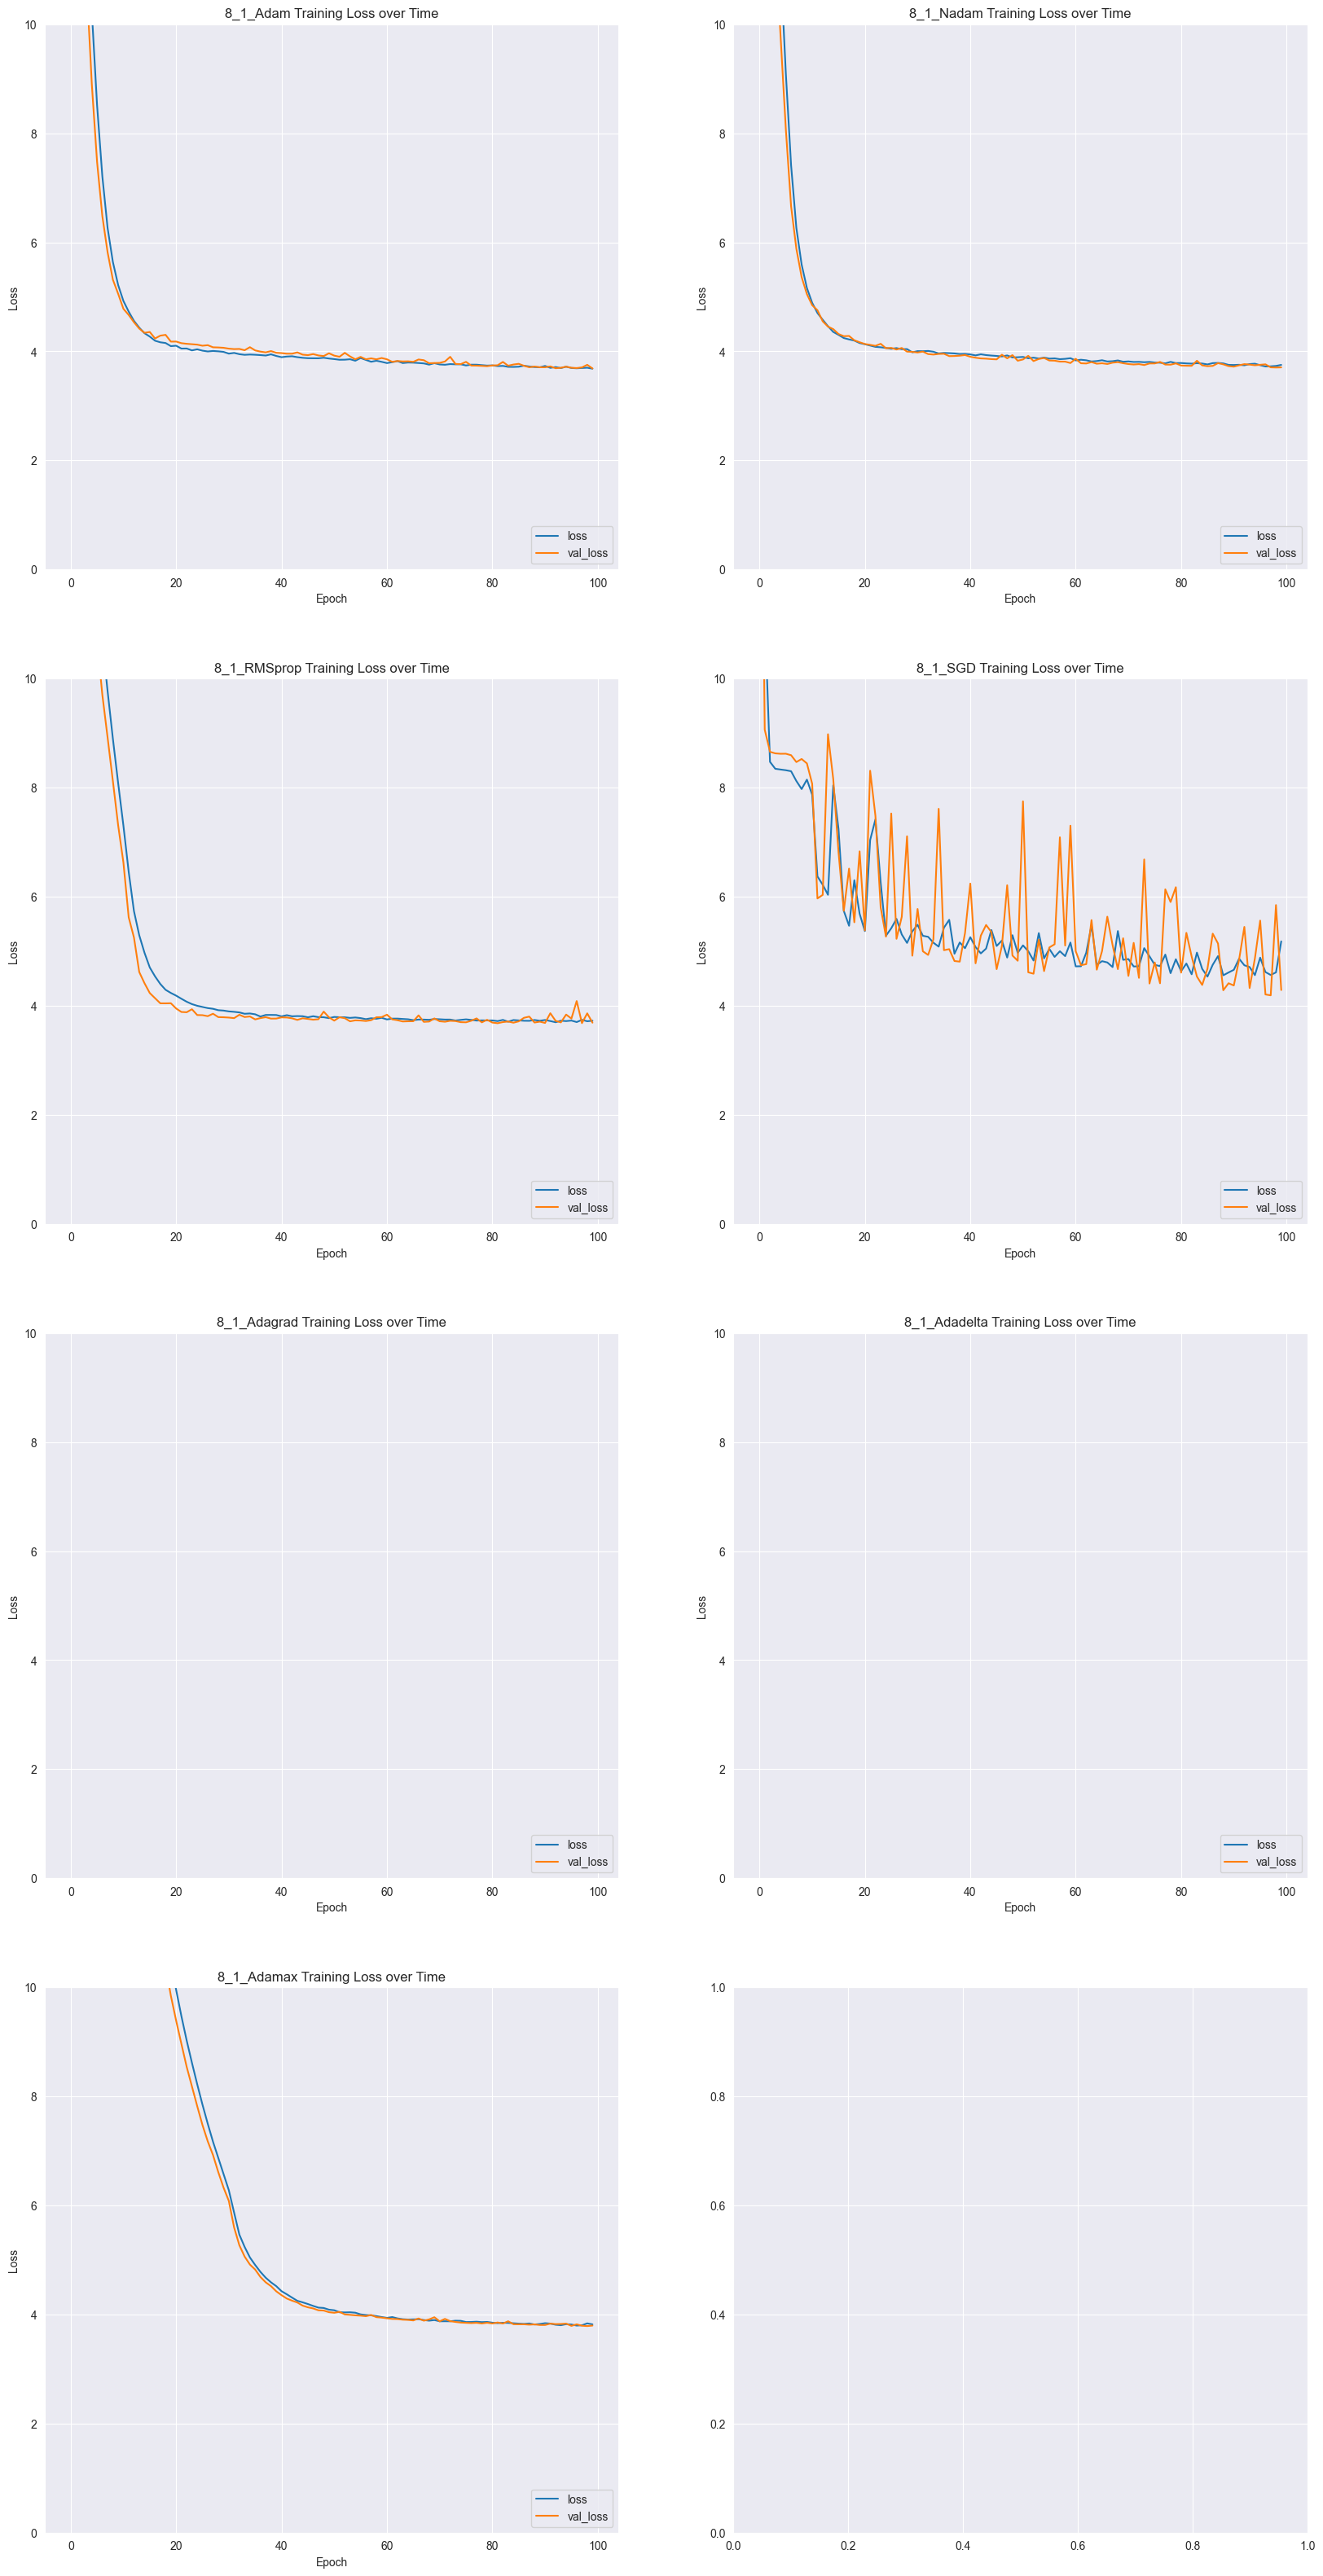 8_1_Adam Training Loss over Time
10
8
6
4
2
0
Loss
0 20 40 60 80 100
Epoch
loss
val_loss
8_1_Nadam Training Loss over Time
10
8
6
4
2
0
Loss
0 20 40 60 80 100
Epoch
loss
val_loss
8_1_RMSprop Training Loss over Time
10
8
6
4
2
0
Loss
0 20 40 60 80 100
Epoch
loss
val_loss
8_1_SGD Training Loss over Time
10
8
6
4
2
0
Loss
0 20 40 60 80 100
Epoch
loss
val_loss
8_1_Adagrad Training Loss over Time
10
8
6
4
2
0
Loss
0 20 40 60 80 100
Epoch
loss
val_loss
8_1_Adadelta Training Loss over Time
10
8
6
4
2
0
Loss
0 20 40 60 80 100
Epoch
loss
val_loss
8_1_Adamax Training Loss over Time
10
8
6
4
2
0
Loss
0 20 40 60 80 100
Epoch
loss
val_loss
1.0
0.8
0.6
0.4
0.2
0.0
0.0 0.2 0.4 0.6 0.8 1.0